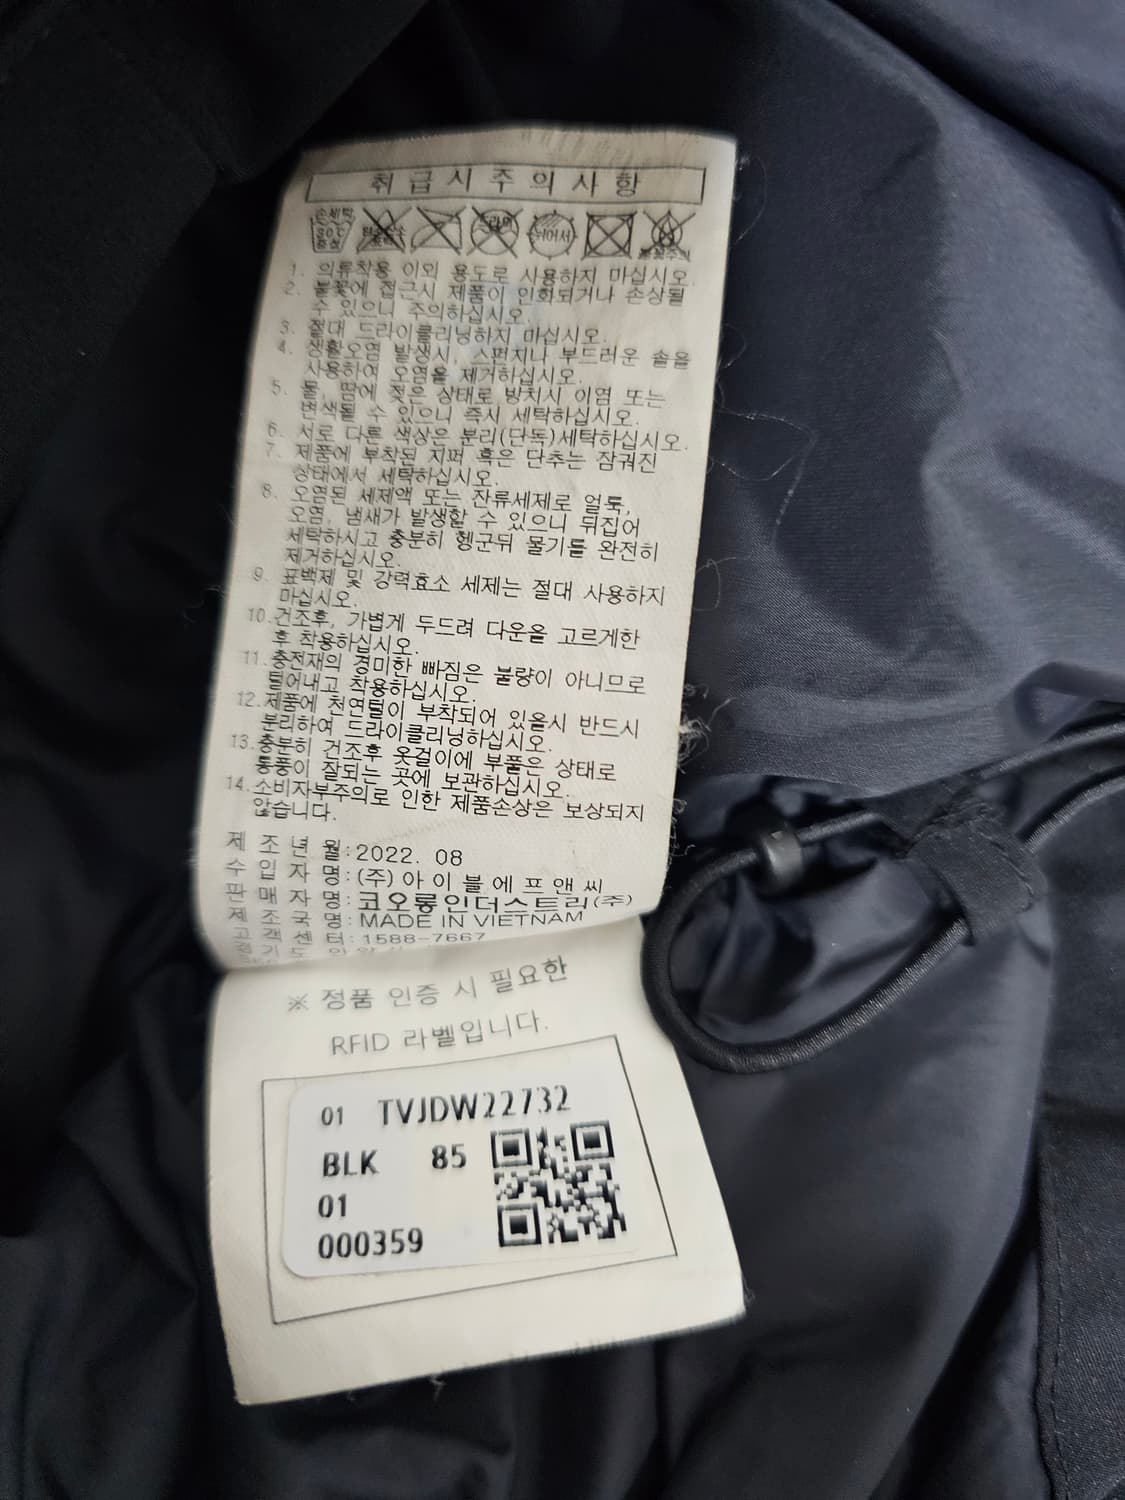 취급시주의사항
손세탁
약30℃
중성
드라이
뉘어서
1. 의류착용 이외 용도로 사용하지 마십시오.
2. 불꽃에 접근시 제품이 인화되거나 손상될
수 있으니 주의하십시오.
3. 절대 드라이클리닝하지 마십시오.
4. 생활오염 발생시, 스펀지나 부드러운 솔을
사용하여 오염을 제거하십시오.
5. 물, 땀에 젖은 상태로 방치시 이염 또는
변색될 수 있으니 즉시 세탁하십시오.
6. 서로 다른 색상은 분리(단독)세탁하십시오.
7. 제품에 부착된 지퍼 혹은 단추는 잠궈진
상태에서 세탁하십시오.
8. 오염된 세제액 또는 잔류세제로 얼룩,
오염, 냄새가 발생할 수 있으니 뒤집어
세탁하시고 충분히 헹군뒤 물기를 완전히
제거하십시오.
9. 표백제 및 강력효소 세제는 절대 사용하지
마십시오.
10.건조후, 가볍게 두드려 다운을 고르게한
후 착용하십시오.
11.충전재의 경미한 빠짐은 불량이 아니므로
털어내고 착용하십시오.
12.제품에 천연털이 부착되어 있을시 반드시
분리하여 드라이클리닝하십시오.
13.충분히 건조후 옷걸이에 부풀은 상태로
통풍이 잘되는 곳에 보관하십시오.
14.소비자부주의로 인한 제품손상은 보상되지
않습니다.
제 조 년 월:2022. 08
수 입 자 명:(주)아이블에프앤씨
판 매 자 명:코오롱인더스트리(주)
제 조 국 명:MADE IN VIETNAM
고 객 센 터:1588-7667
※ 정품 인증 시 필요한
RFID 라벨입니다.
01 TVJDW22732
BLK 85
01
000359